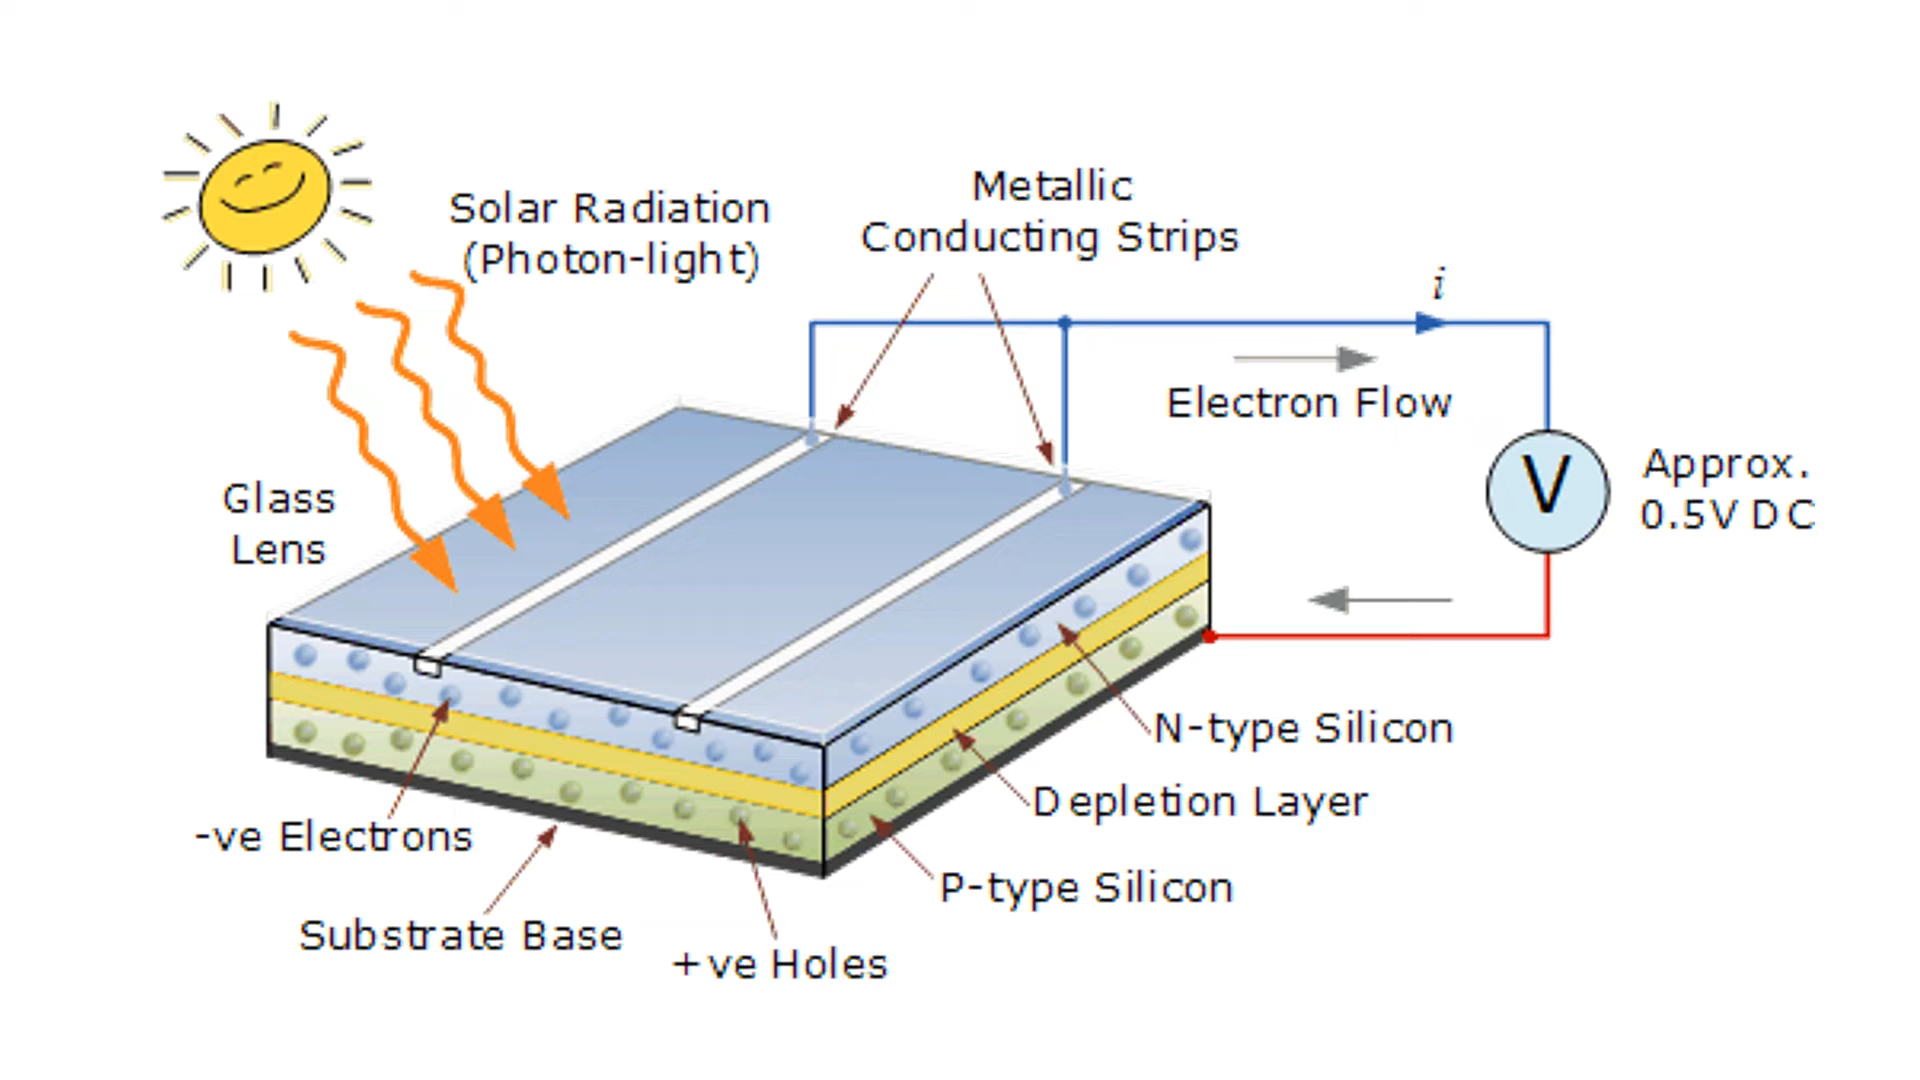 Solar Radiation
(Photon-light)
Metallic
Conducting Strips
i
Electron Flow
Glass
Lens
V
Approx.
0.5V DC
N-type Silicon
Depletion Layer
-ve Electrons
P-type Silicon
Substrate Base
+ve Holes